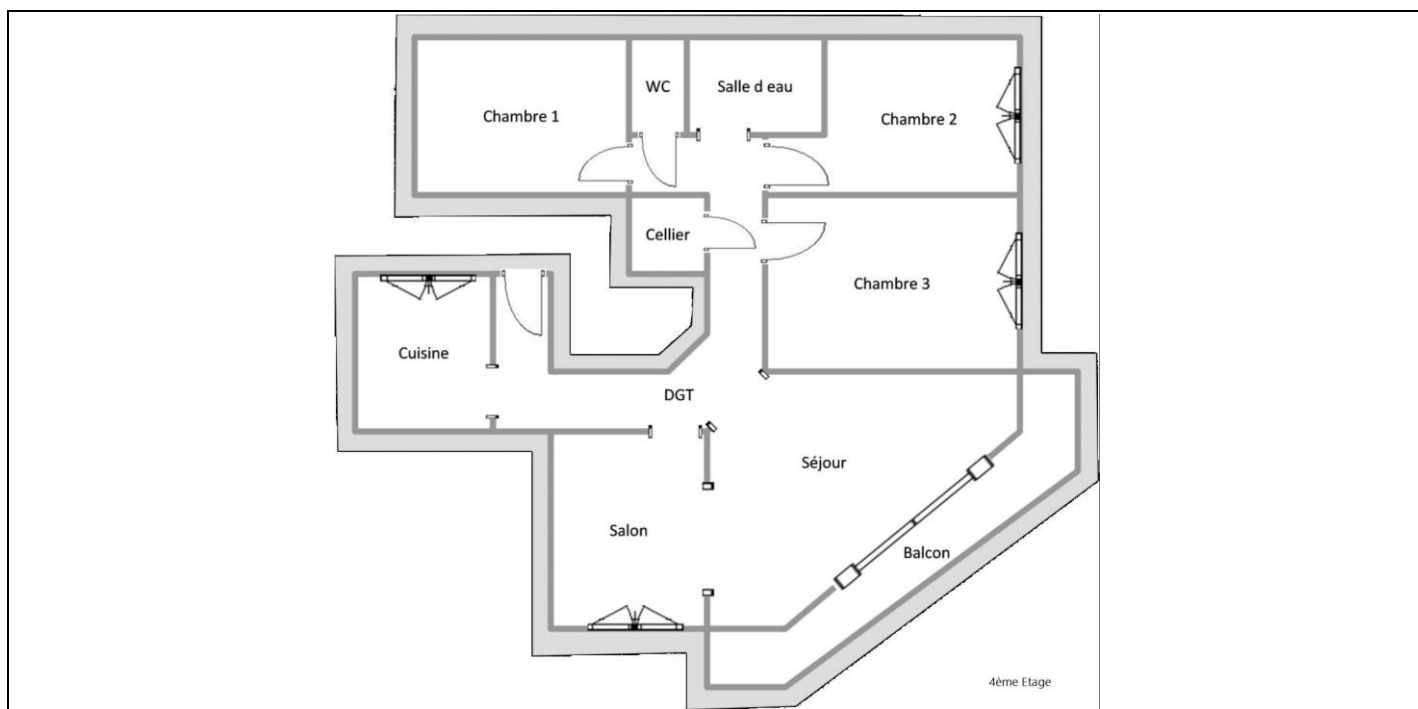 WC
Salle d eau
Chambre 1
Chambre 2
Cellier
Chambre 3
Cuisine
DGT
Séjour
Salon
Balcon
4ème Etage